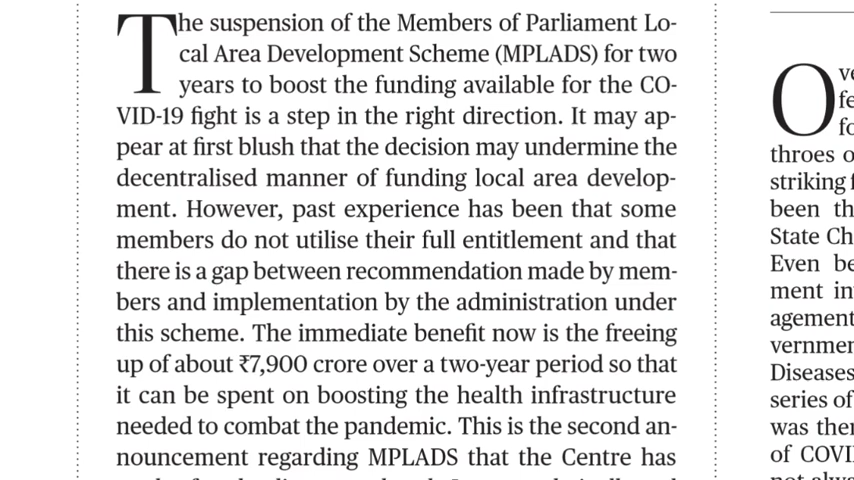 The suspension of the Members of Parliament Lo-
cal Area Development Scheme (MPLADS) for two
years to boost the funding available for the CO-
VID-19 fight is a step in the right direction. It may ap-
pear at first blush that the decision may undermine the
decentralised manner of funding local area develop-
ment. However, past experience has been that some
members do not utilise their full entitlement and that
there is a gap between recommendation made by mem-
bers and implementation by the administration under
this scheme. The immediate benefit now is the freeing
up of about ₹7,900 crore over a two-year period so that
it can be spent on boosting the health infrastructure
needed to combat the pandemic. This is the second an-
nouncement regarding MPLADS that the Centre has
throes o
striking f
been th
State Ch
Even be
ment in
agement
vernmen
Diseases
series of
was ther
of COVI